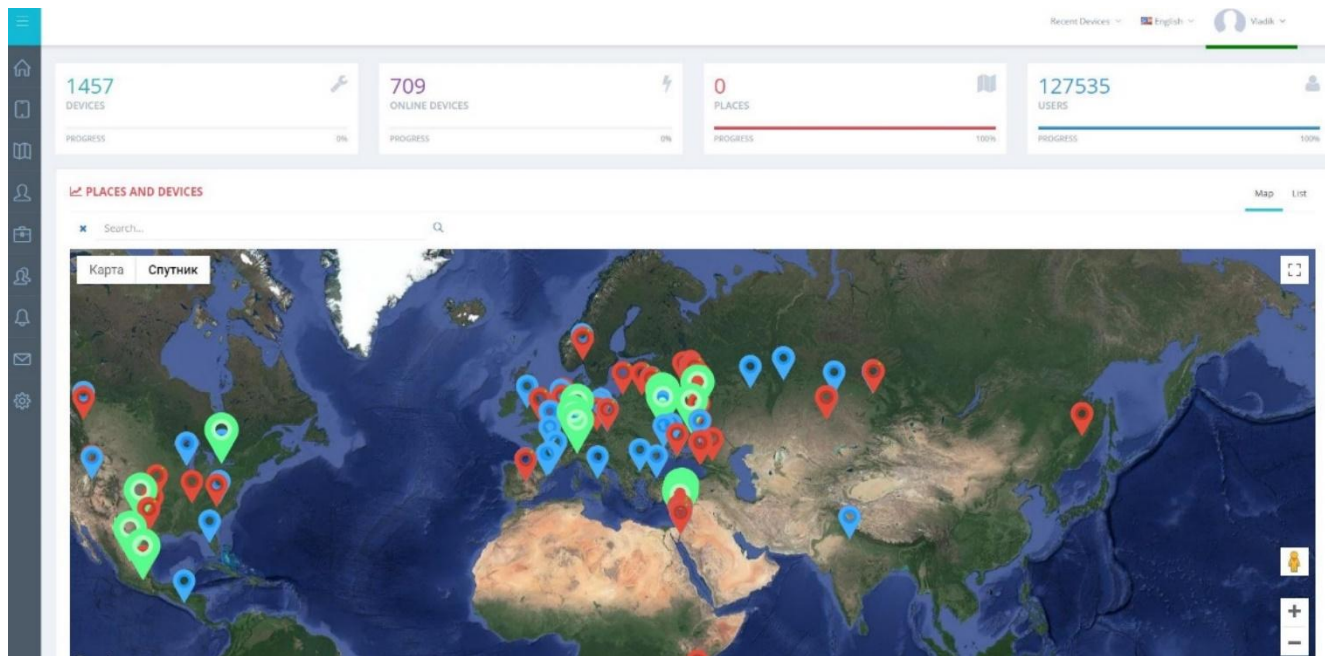 Recent Devices English Vladik
1457 709 0 127535
DEVICES ONLINE DEVICES PLACES USERS
PROGRESS 0% PROGRESS 0% PROGRESS 100% PROGRESS 100%
PLACES AND DEVICES Map List
Search...
Карта Спутник